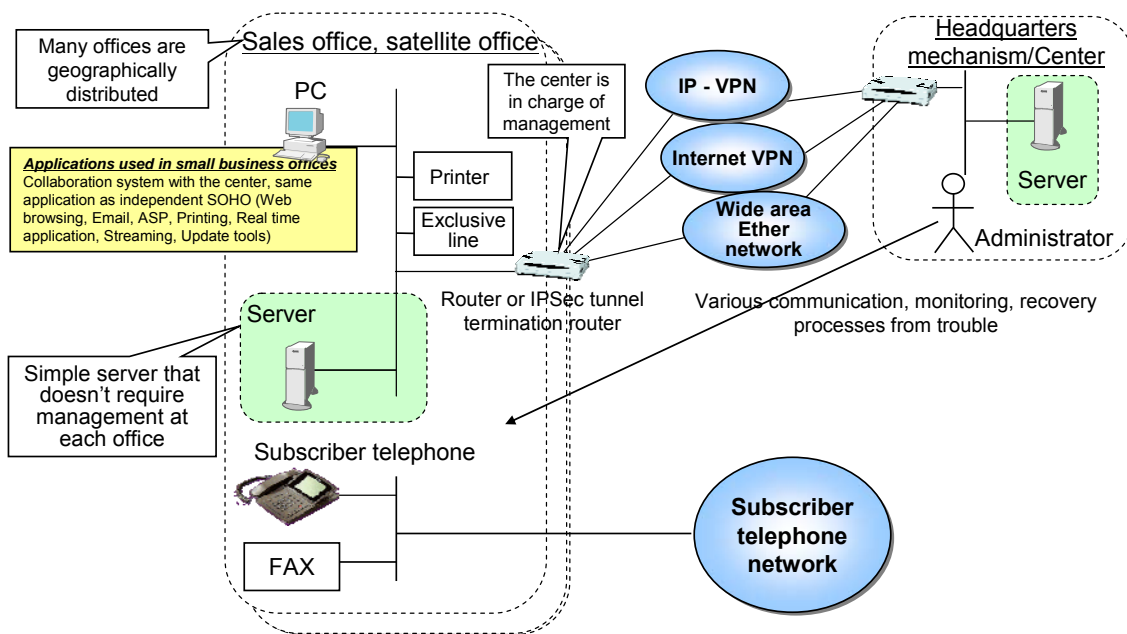 Many offices are
geographically
distributed
Sales office, satellite office
PC
The center is
in charge of
management
IP - VPN
Internet VPN
Wide area
Ether
network
Headquarters
mechanism/Center
Server
Administrator
Applications used in small business offices
Collaboration system with the center, same
application as independent SOHO (Web
browsing, Email, ASP, Printing, Real time
application, Streaming, Update tools)
Printer
Exclusive
line
Router or IPSec tunnel
termination router
Various communication, monitoring, recovery
processes from trouble
Server
Simple server that
doesn’t require
management at
each office
Subscriber telephone
FAX
Subscriber
telephone
network